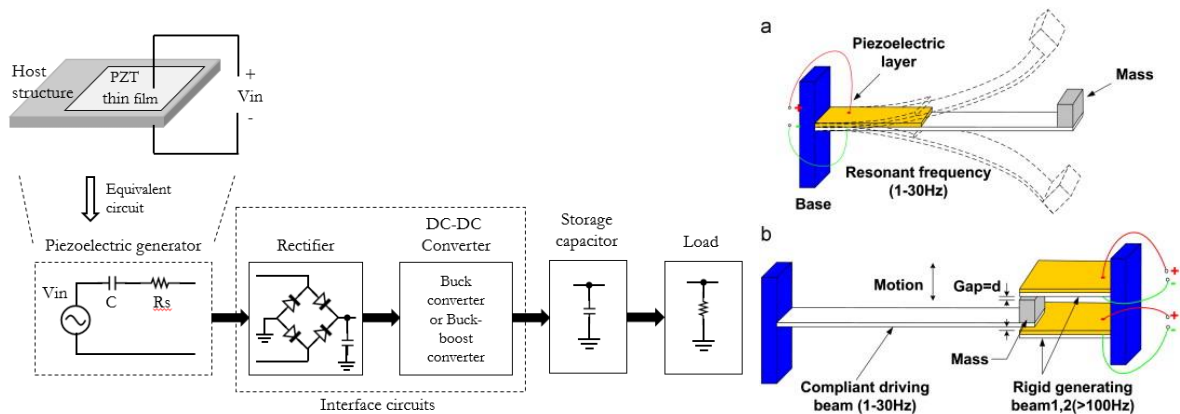 Host
structure
PZT
thin film
+
Vin
-
Equivalent
circuit
Piezoelectric generator
Vin
C
Rs
Rectifier
DC-DC
Converter
Buck
converter
or Buck-
boost
converter
Interface circuits
Storage
capacitor
Load
a
Piezoelectric
layer
Mass
+
-
Resonant frequency
(1-30Hz)
Base
b
Motion
Gap=d
+
-
+
-
Mass
Compliant driving
beam (1-30Hz)
Rigid generating
beam1,2(>100Hz)